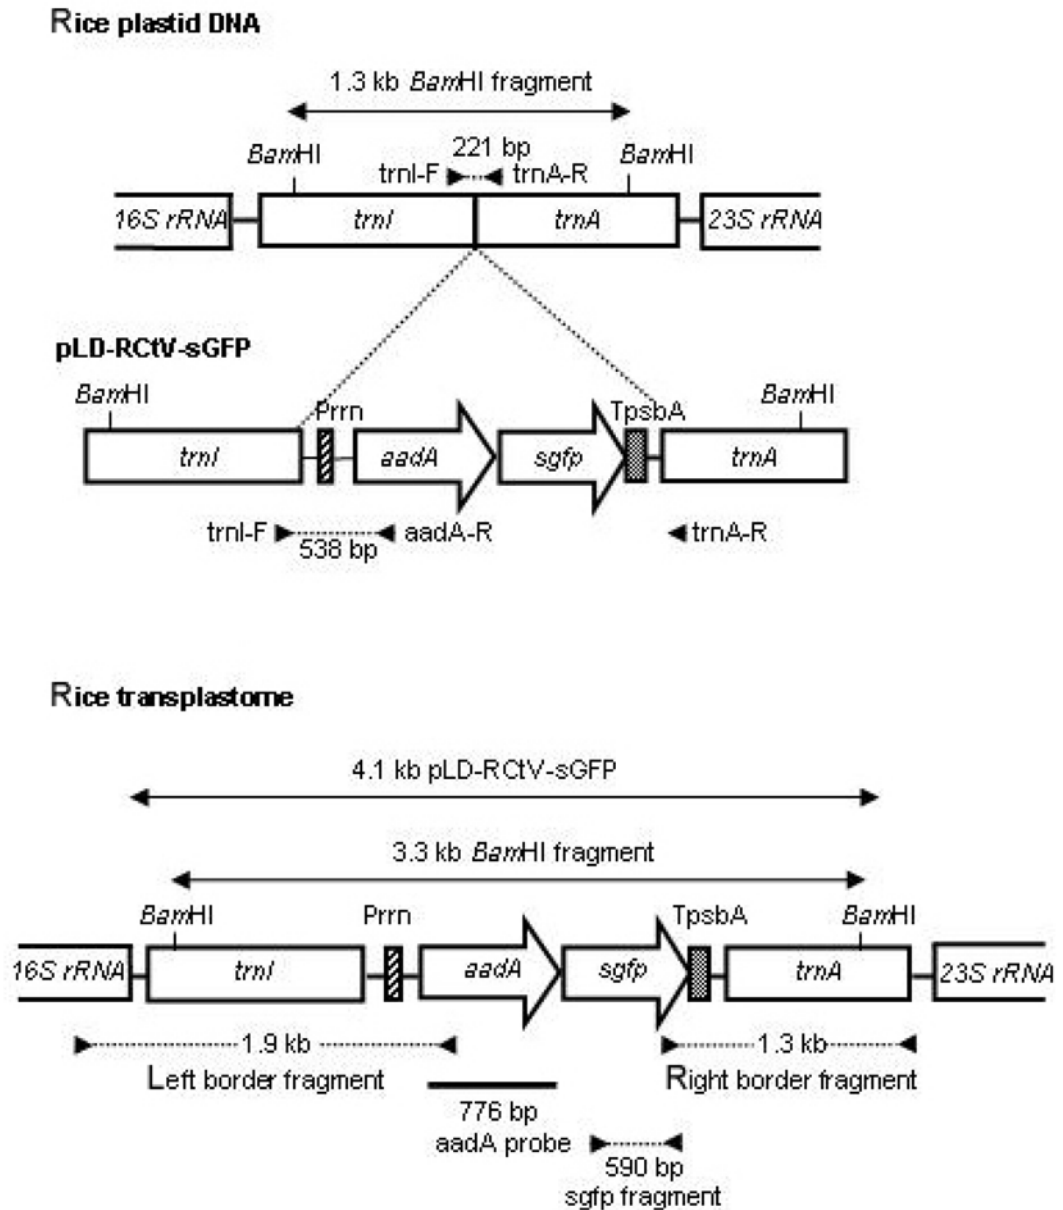 Rice plastid DNA
1.3 kb BamHI fragment
BamHI 221 bp BamHI
trnI-F trnA-R
16S rRNA trnI trnA 23S rRNA
pLD-RCtV-sGFP
BamHI Prrn TpsbA BamHI
trnI aadA sgfp trnA
trnI-F aadA-R trnA-R
538 bp
Rice transplastome
4.1 kb pLD-RCtV-sGFP
3.3 kb BamHI fragment
BamHI Prrn TpsbA BamHI
16S rRNA trnI aadA sgfp trnA 23S rRNA
1.9 kb 1.3 kb
Left border fragment Right border fragment
776 bp
aadA probe
590 bp
sgfp fragment